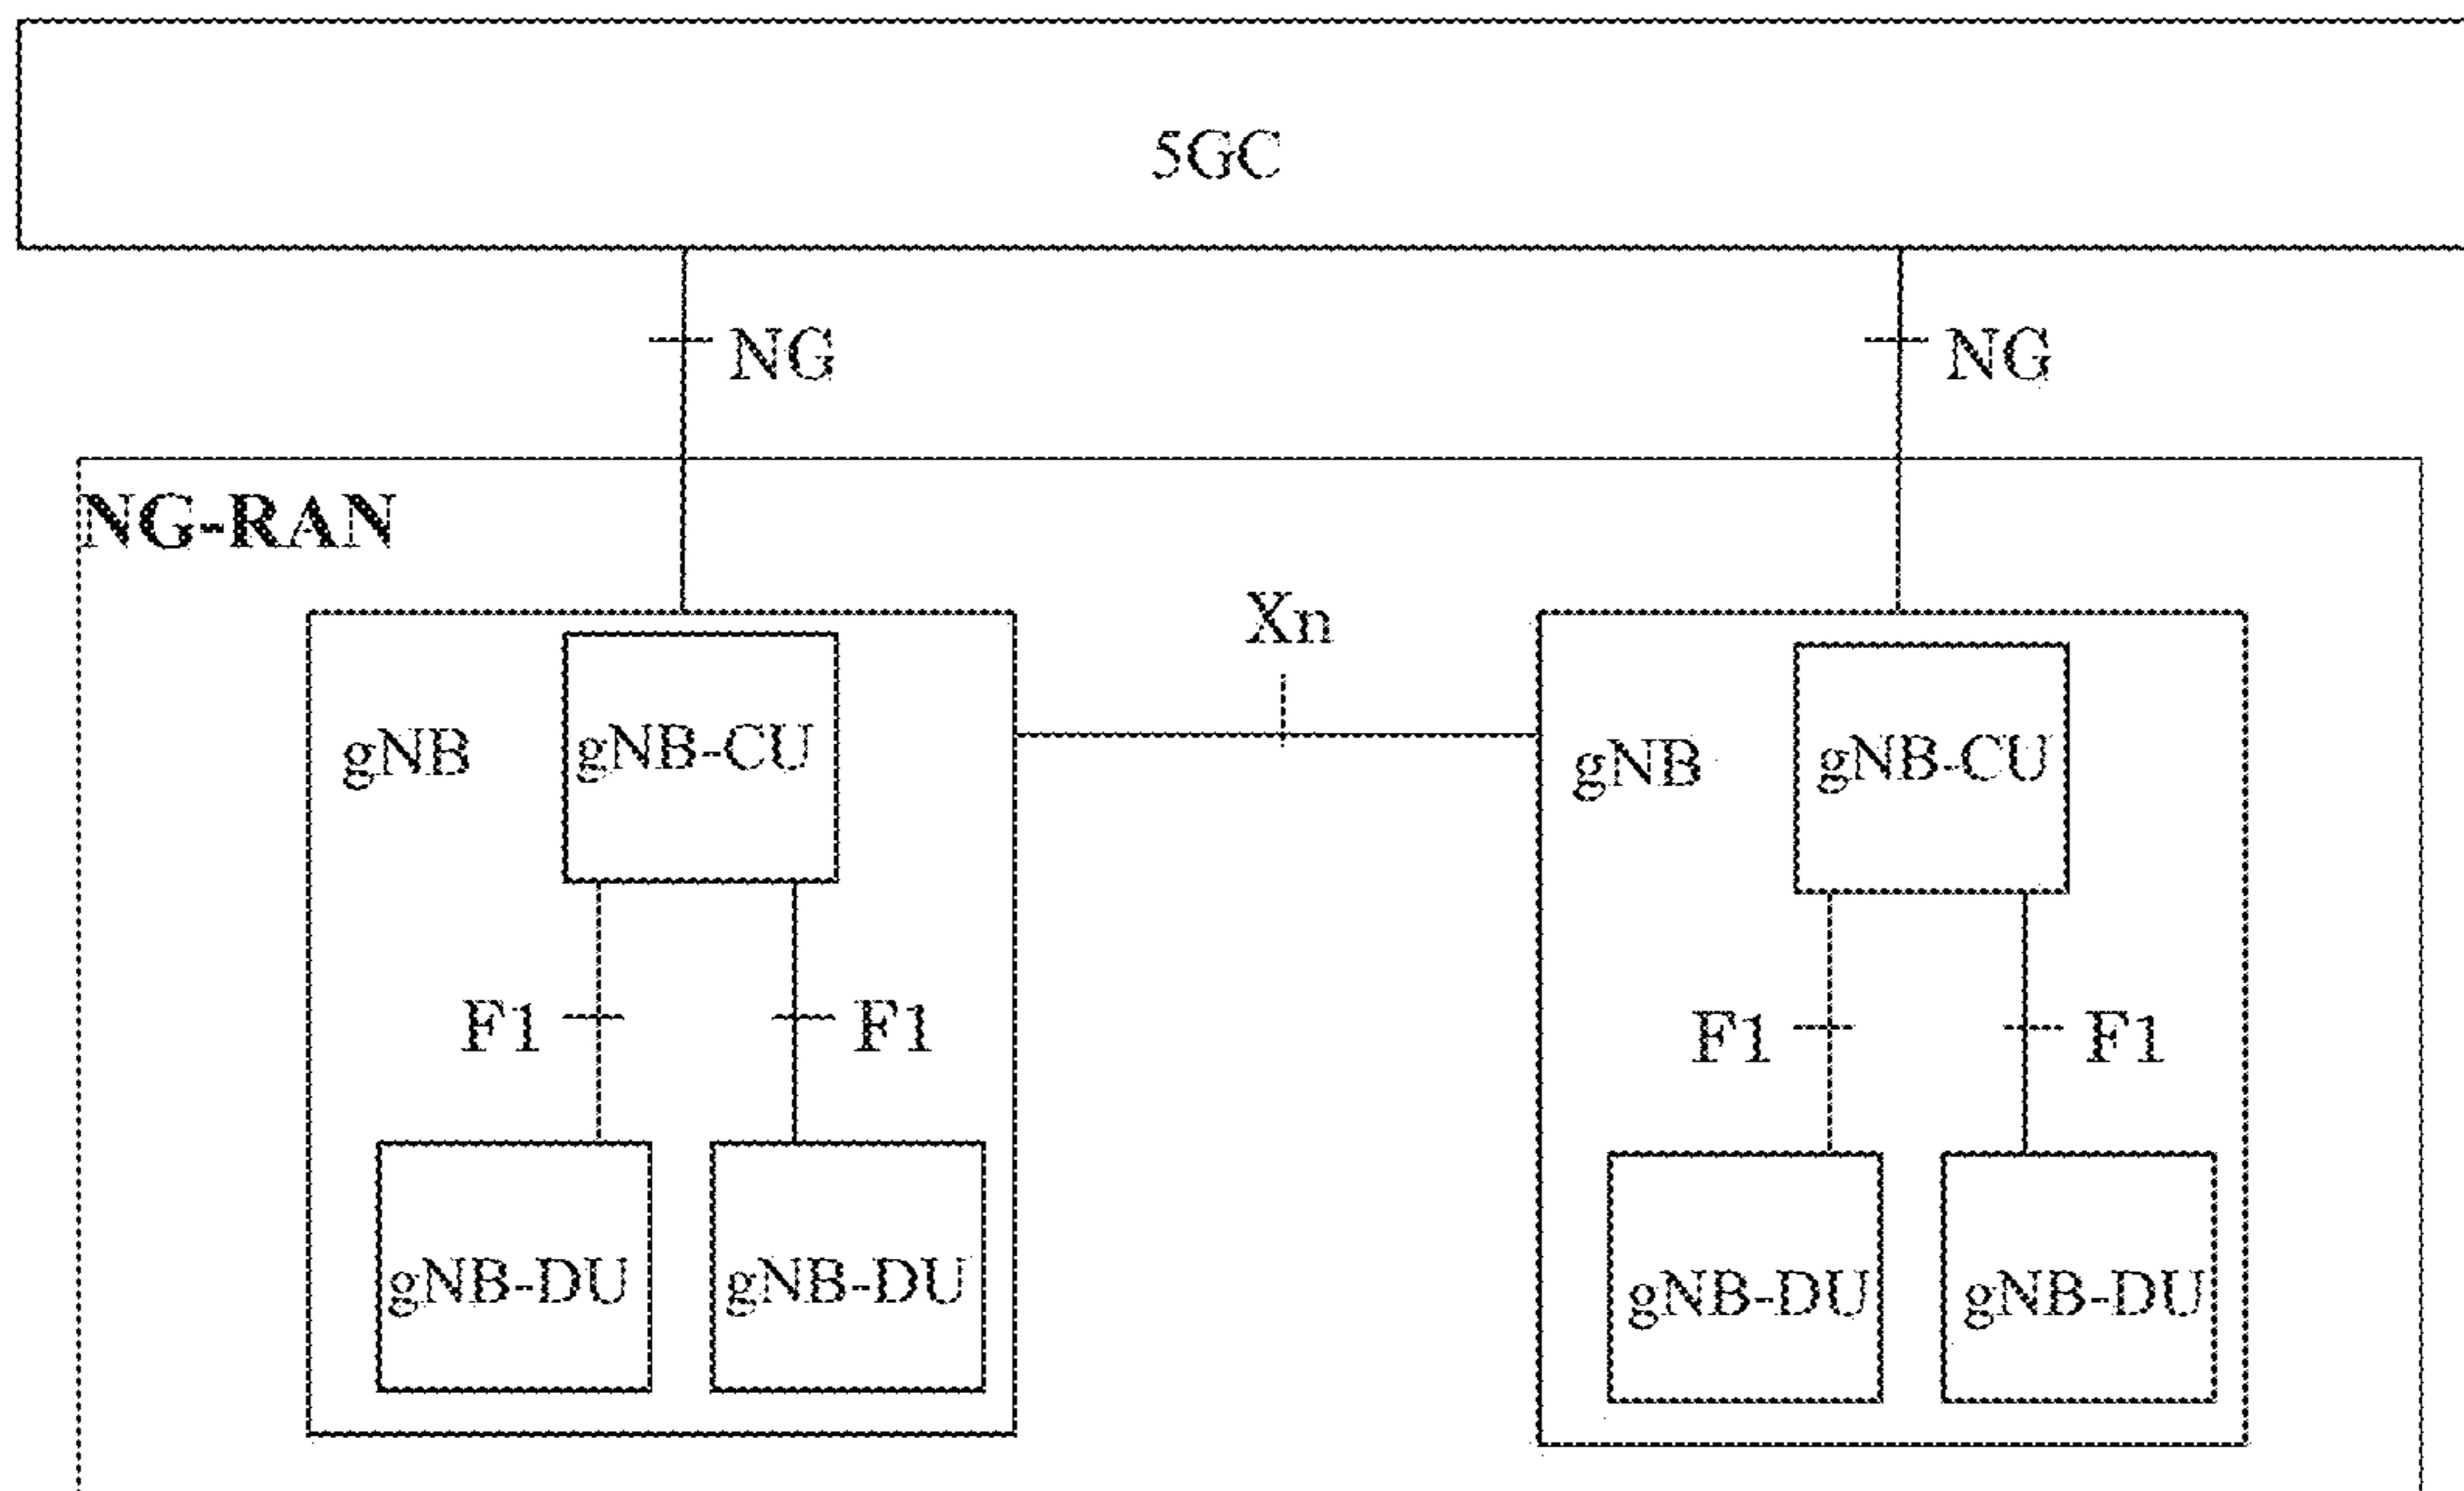 5GC
NG
NG
NG-RAN
Xn
gNB
gNB-CU
gNB
gNB-CU
F1
F1
F1
F1
gNB-DU
gNB-DU
gNB-DU
gNB-DU